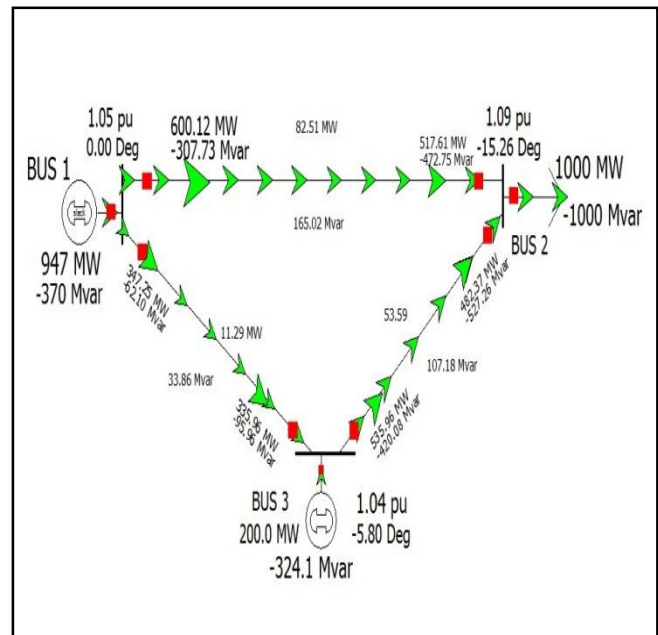 1.05 pu
0.00 Deg
600.12 MW
-307.73 Mvar
82.51 MW
1.09 pu
-15.26 Deg
517.61 MW
-472.75 Mvar
1000 MW
-1000 Mvar
BUS 1
slack
165.02 Mvar
BUS 2
947 MW
-370 Mvar
347.25 MW
-62.10 Mvar
482.37 MW
-527.26 Mvar
11.29 MW
53.59
33.86 Mvar
107.18 Mvar
335.96 MW
-95.96 Mvar
535.96 MW
-420.08 Mvar
BUS 3
200.0 MW
-324.1 Mvar
1.04 pu
-5.80 Deg